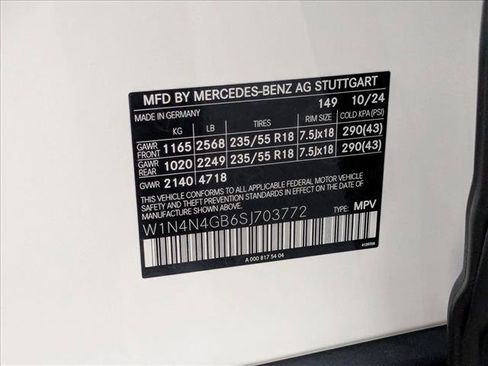 MFD BY MERCEDES-BENZ AG STUTTGART
MADE IN GERMANY 149 10/24
KG LB TIRES RIM SIZE COLD KPA (PSI)
GAWR FRONT 1165 2568 235/55 R18 7.5Jx18 290(43)
GAWR REAR 1020 2249 235/55 R18 7.5Jx18 290(43)
GVWR 2140 4718
THIS VEHICLE CONFORMS TO ALL APPLICABLE FEDERAL MOTOR VEHICLE
SAFETY AND THEFT PREVENTION STANDARDS IN EFFECT ON THE DATE OF
MANUFACTURE SHOWN ABOVE.
W1N4N4GB6SJ703772 TYPE: MPV
A 000 817 54 04